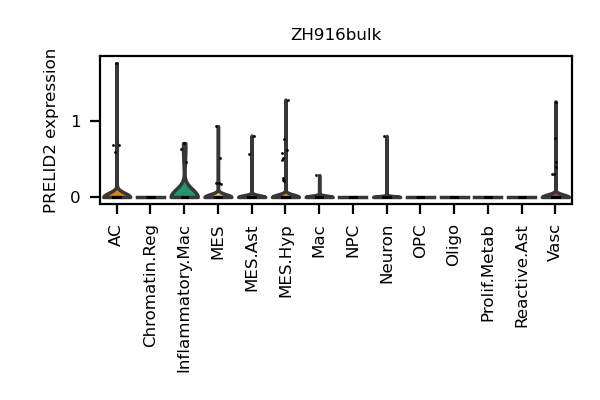 ZH916bulk
PRELID2 expression
1
0
AC
Chromatin.Reg
Inflammatory.Mac
MES
MES.Ast
MES.Hyp
Mac
NPC
Neuron
OPC
Oligo
Prolif.Metab
Reactive.Ast
Vasc